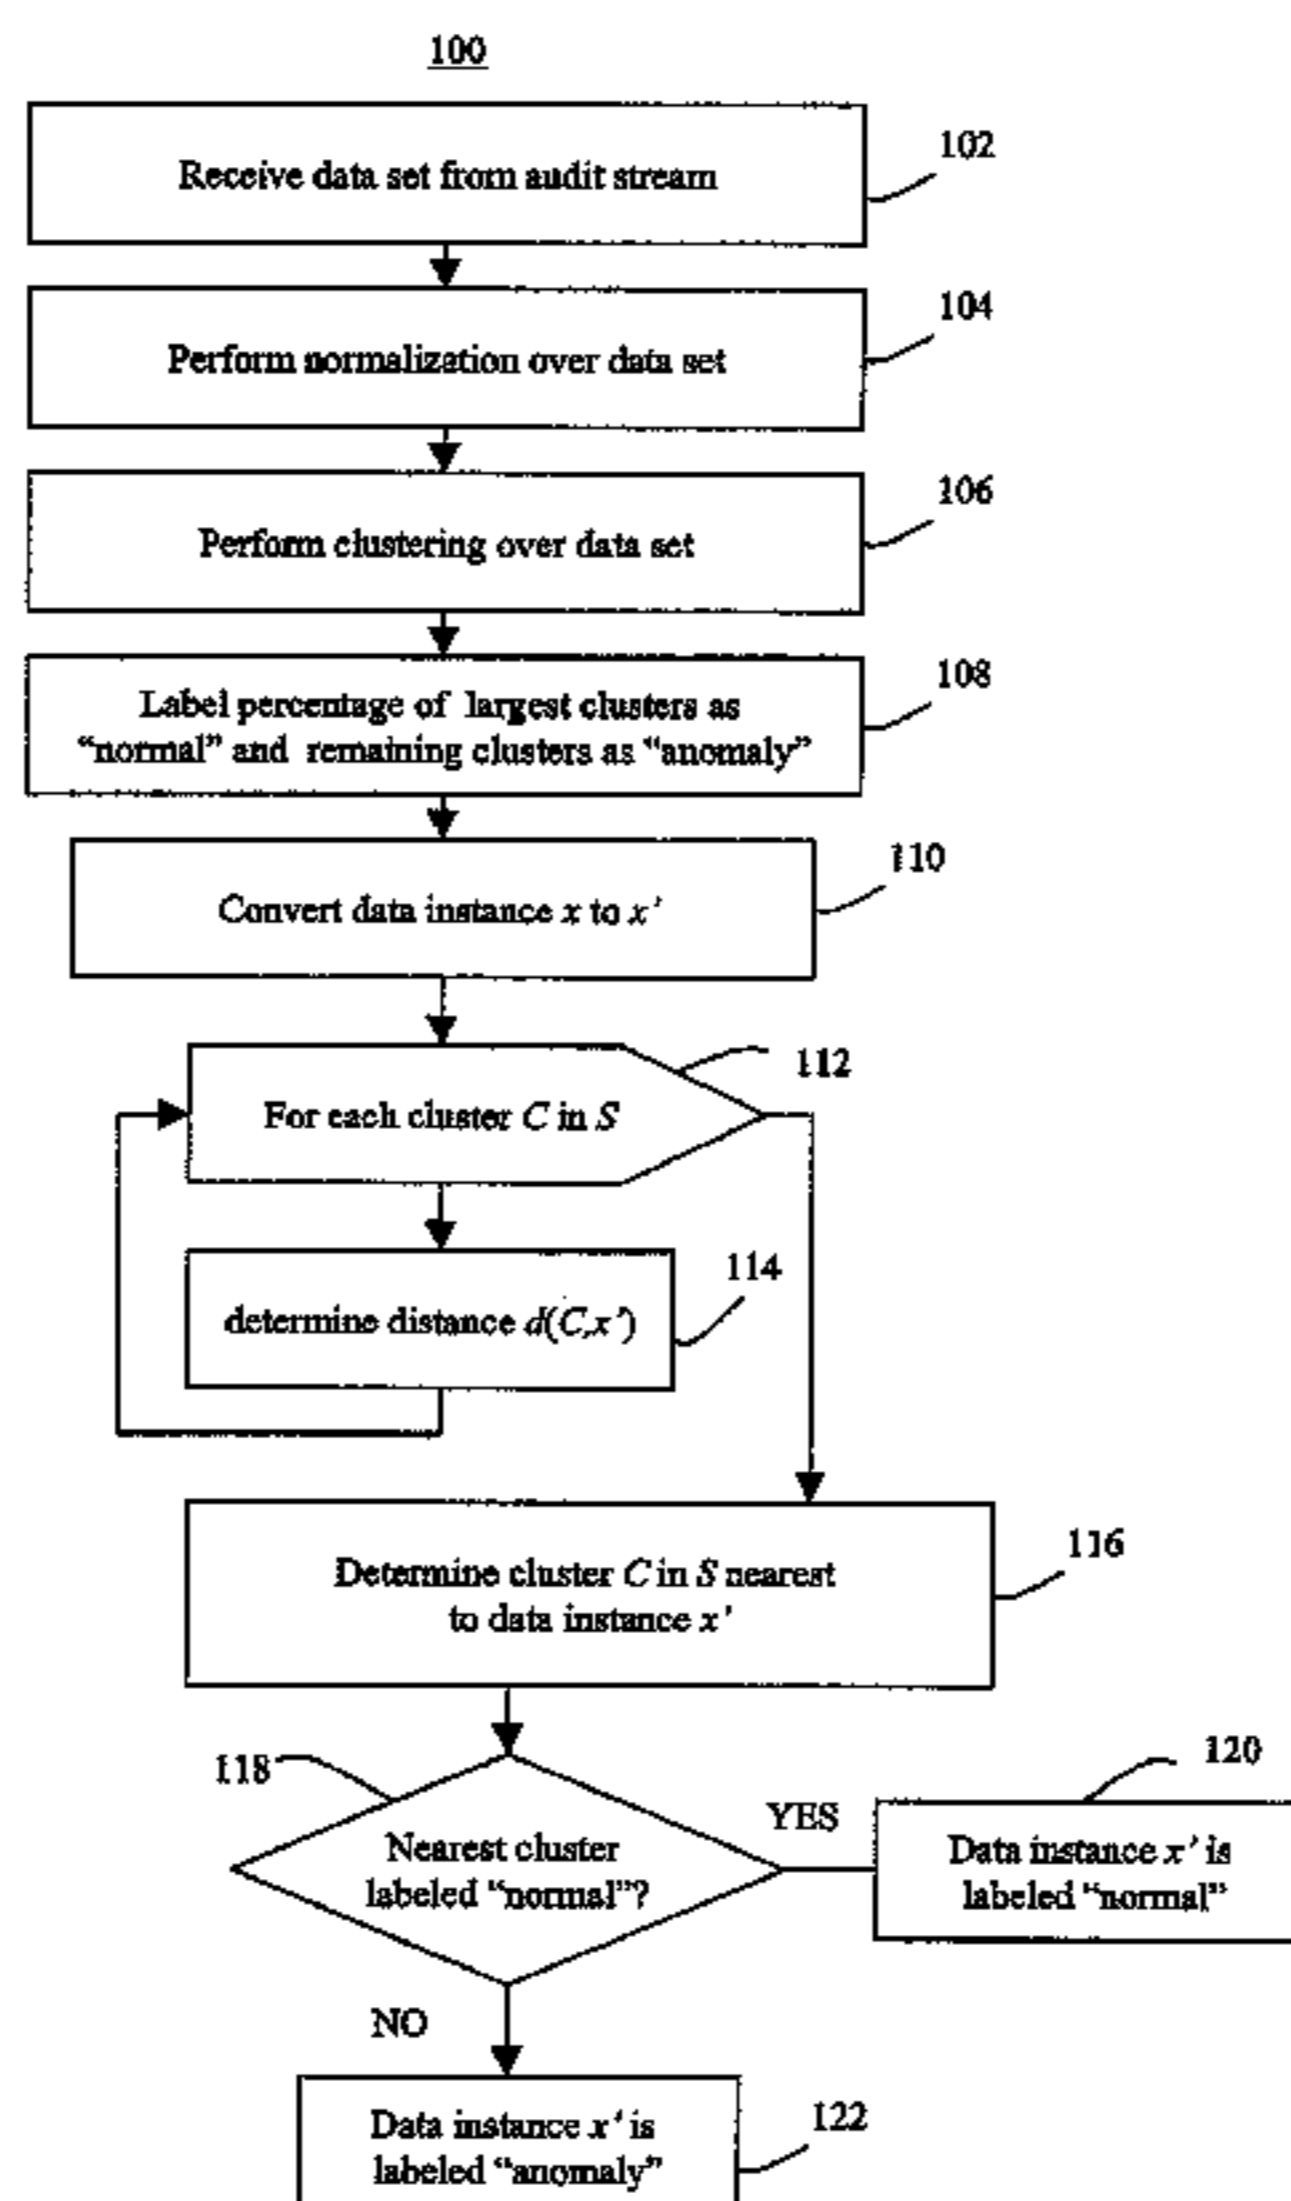 100
Receive data set from audit stream
102
Perform normalization over data set
104
Perform clustering over data set
106
Label percentage of largest clusters as
“normal” and remaining clusters as “anomaly”
108
Convert data instance x to x’
110
For each cluster C in S
112
determine distance d(C,x’)
114
Determine cluster C in S nearest
to data instance x’
116
118
Nearest cluster
labeled “normal”?
YES
120
Data instance x’ is
labeled “normal”
NO
Data instance x‘ is
labeled “anomaly”
122